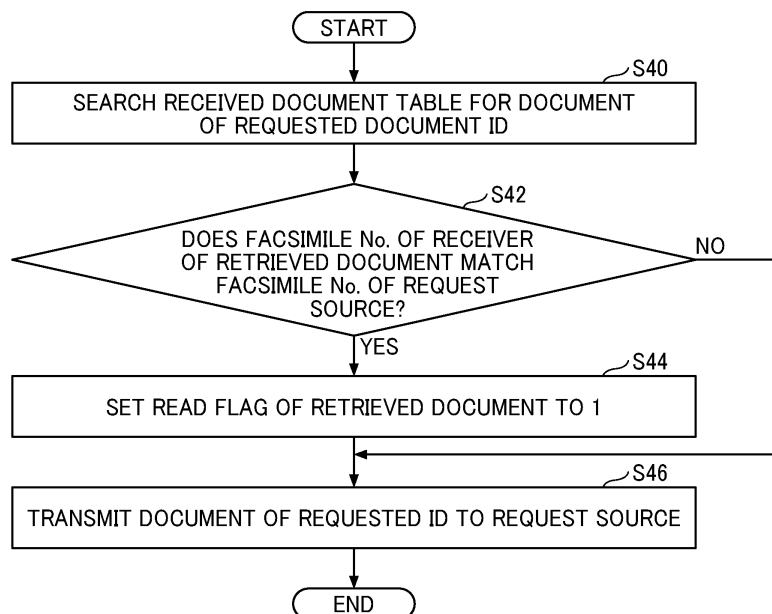 START
S40
SEARCH RECEIVED DOCUMENT TABLE FOR DOCUMENT
OF REQUESTED DOCUMENT ID
S42
DOES FACSIMILE No. OF RECEIVER
OF RETRIEVED DOCUMENT MATCH
FACSIMILE No. OF REQUEST
SOURCE?
NO
YES
S44
SET READ FLAG OF RETRIEVED DOCUMENT TO 1
S46
TRANSMIT DOCUMENT OF REQUESTED ID TO REQUEST SOURCE
END